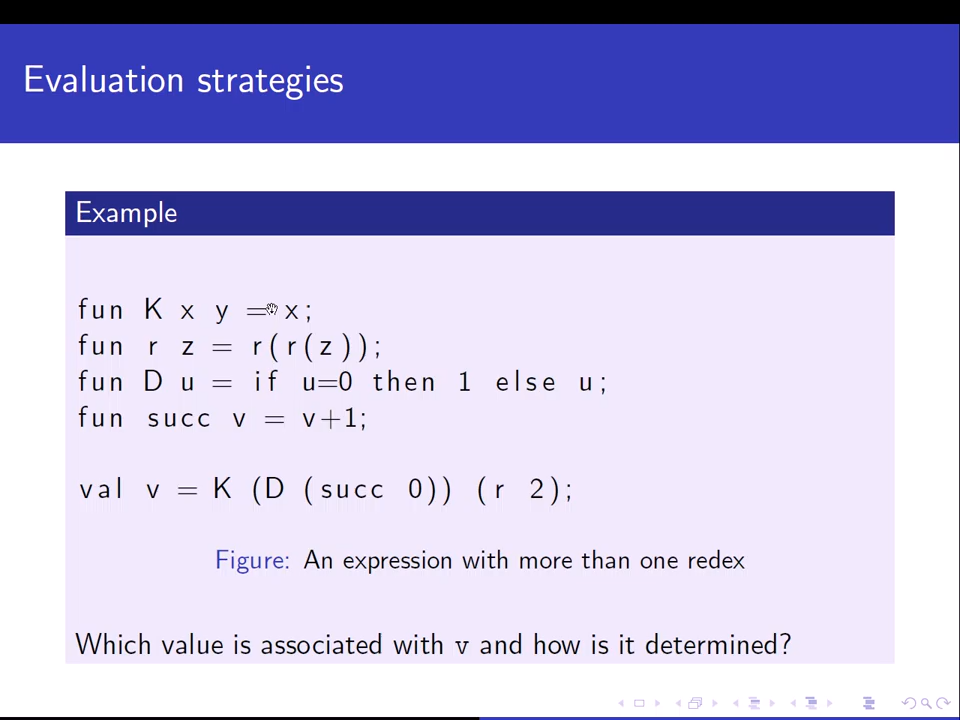 Evaluation strategies
Example
fun K x y = x;
fun r z = r(r(z));
fun D u = if u=0 then 1 else u;
fun succ v = v+1;
val v = K (D (succ 0)) (r 2);
Figure: An expression with more than one redex
Which value is associated with v and how is it determined?